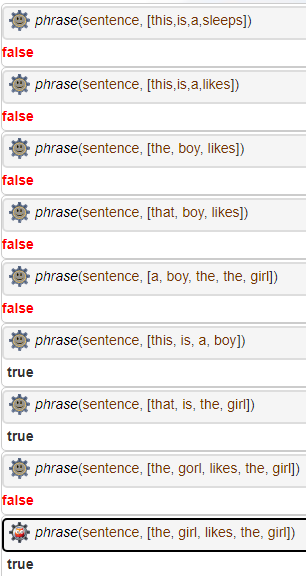 phrase(sentence, [this,is,a,sleeps])
false
phrase(sentence, [this,is,a,likes])
false
phrase(sentence, [the, boy, likes])
false
phrase(sentence, [that, boy, likes])
false
phrase(sentence, [a, boy, the, the, girl])
false
phrase(sentence, [this, is, a, boy])
true
phrase(sentence, [that, is, the, girl])
true
phrase(sentence, [the, gorl, likes, the, girl])
false
phrase(sentence, [the, girl, likes, the, girl])
true